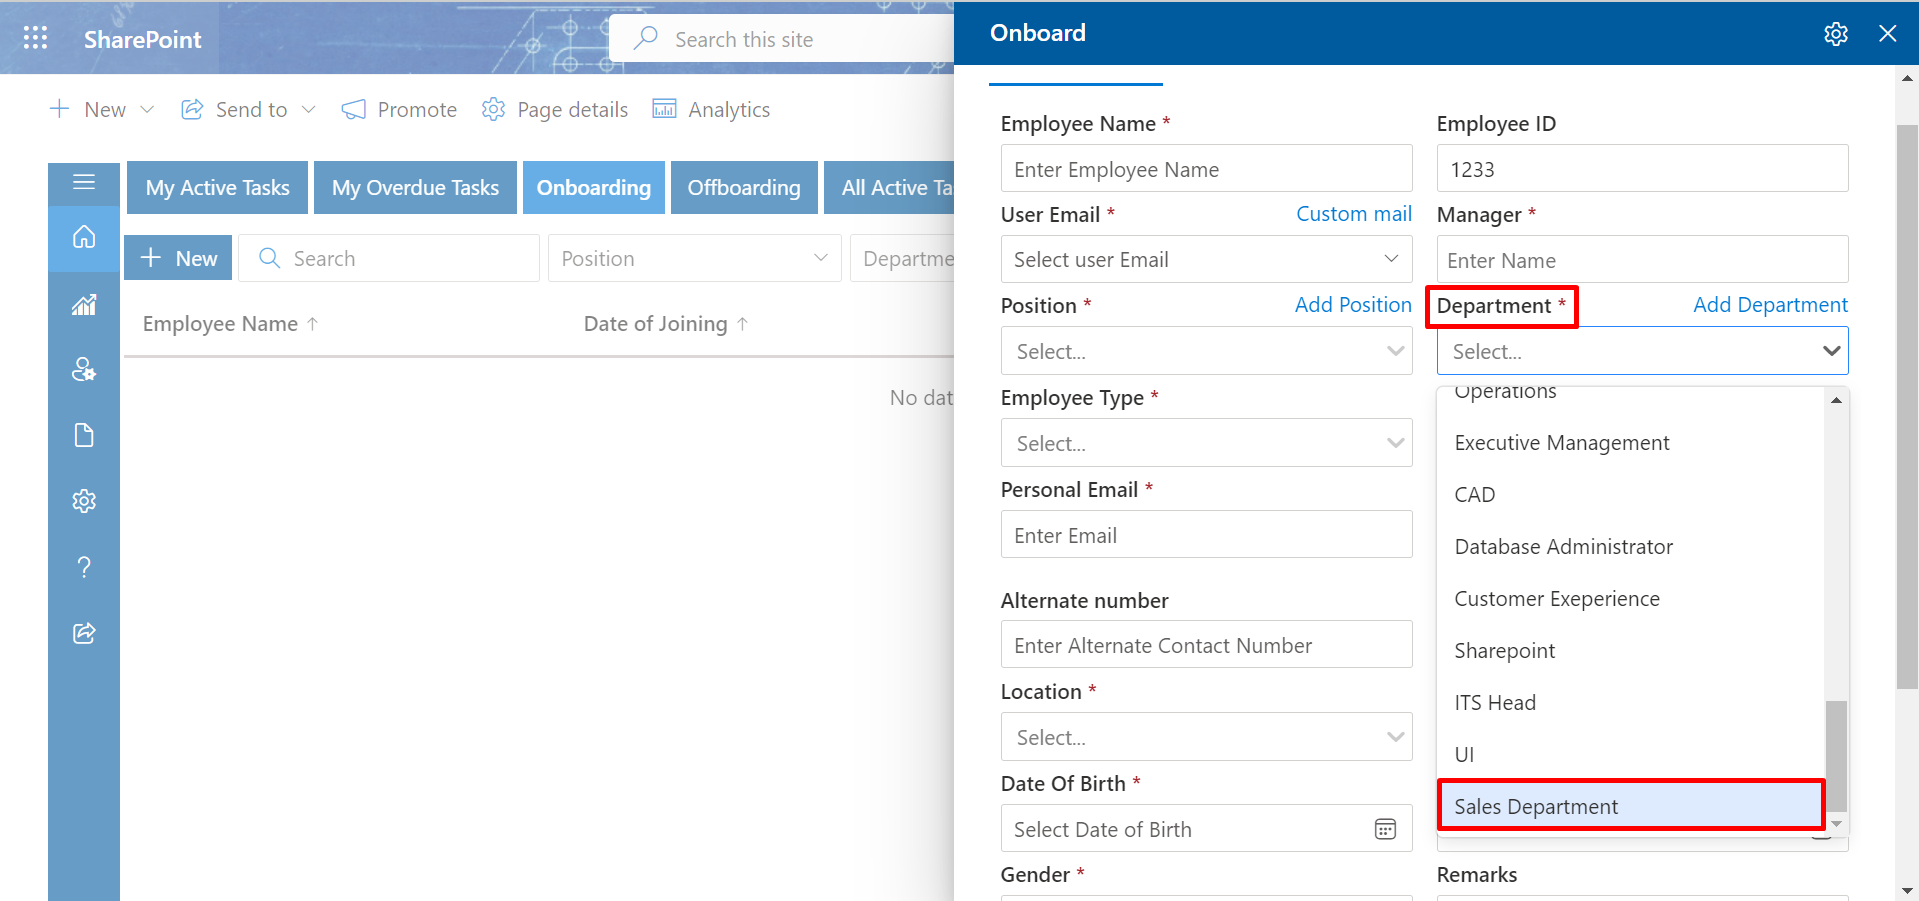 SharePoint
Search this site
Onboard
New
Send to
Promote
Page details
Analytics
My Active Tasks
My Overdue Tasks
Onboarding
Offboarding
All Active Ta
New
Search
Position
Departme
Employee Name ↑
Date of Joining ↑
No dat
Employee Name *
Enter Employee Name
Employee ID
1233
User Email *
Custom mail
Select user Email
Manager *
Enter Name
Position *
Add Position
Select...
Department *
Add Department
Select...
Operations
Executive Management
CAD
Database Administrator
Customer Exeperience
Sharepoint
ITS Head
UI
Sales Department
Employee Type *
Select...
Personal Email *
Enter Email
Alternate number
Enter Alternate Contact Number
Location *
Select...
Date Of Birth *
Select Date of Birth
Gender *
Remarks